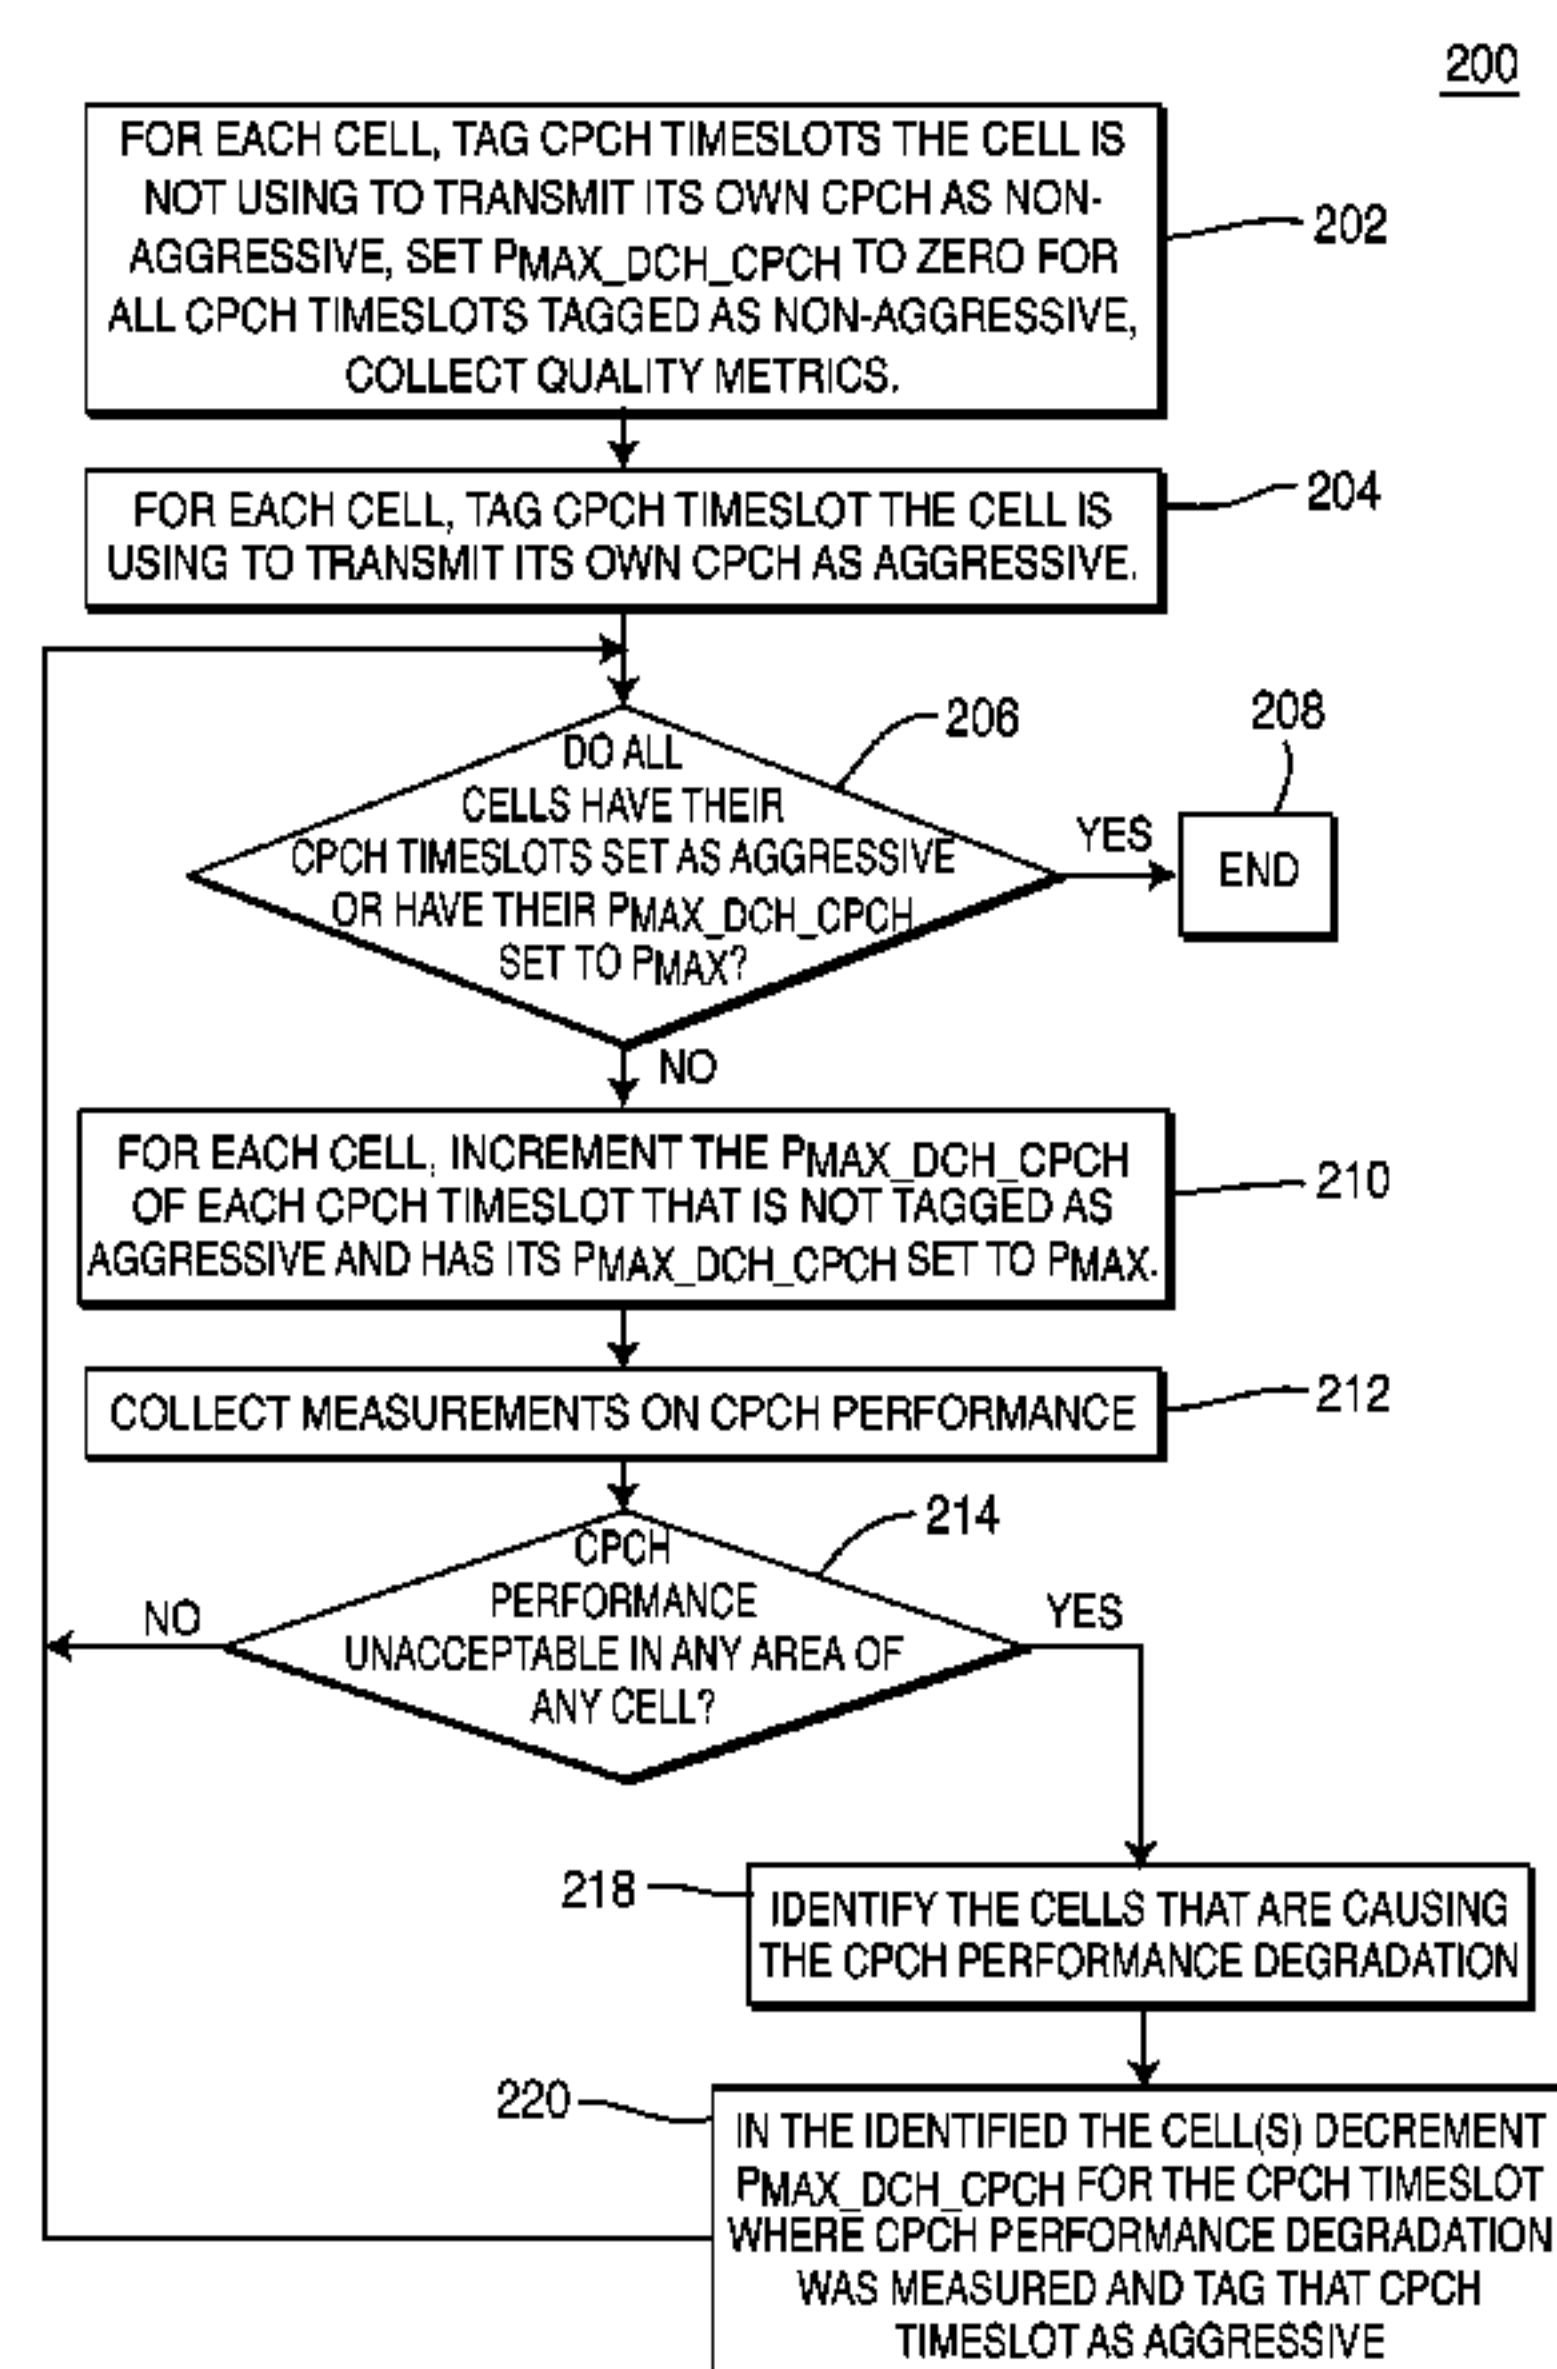 200
FOR EACH CELL, TAG CPCH TIMESLOTS THE CELL IS
NOT USING TO TRANSMIT ITS OWN CPCH AS NON-
AGGRESSIVE, SET PMAX_DCH_CPCH TO ZERO FOR
ALL CPCH TIMESLOTS TAGGED AS NON-AGGRESSIVE,
COLLECT QUALITY METRICS.
202
FOR EACH CELL, TAG CPCH TIMESLOT THE CELL IS
USING TO TRANSMIT ITS OWN CPCH AS AGGRESSIVE.
204
DO ALL
CELLS HAVE THEIR
CPCH TIMESLOTS SET AS AGGRESSIVE
OR HAVE THEIR PMAX_DCH_CPCH
SET TO PMAX?
206
YES
208
END
NO
FOR EACH CELL, INCREMENT THE PMAX_DCH_CPCH
OF EACH CPCH TIMESLOT THAT IS NOT TAGGED AS
AGGRESSIVE AND HAS ITS PMAX_DCH_CPCH SET TO PMAX.
210
COLLECT MEASUREMENTS ON CPCH PERFORMANCE
212
CPCH
PERFORMANCE
UNACCEPTABLE IN ANY AREA OF
ANY CELL?
214
NO
YES
218
IDENTIFY THE CELLS THAT ARE CAUSING
THE CPCH PERFORMANCE DEGRADATION
220
IN THE IDENTIFIED THE CELL(S) DECREMENT
PMAX_DCH_CPCH FOR THE CPCH TIMESLOT
WHERE CPCH PERFORMANCE DEGRADATION
WAS MEASURED AND TAG THAT CPCH
TIMESLOT AS AGGRESSIVE